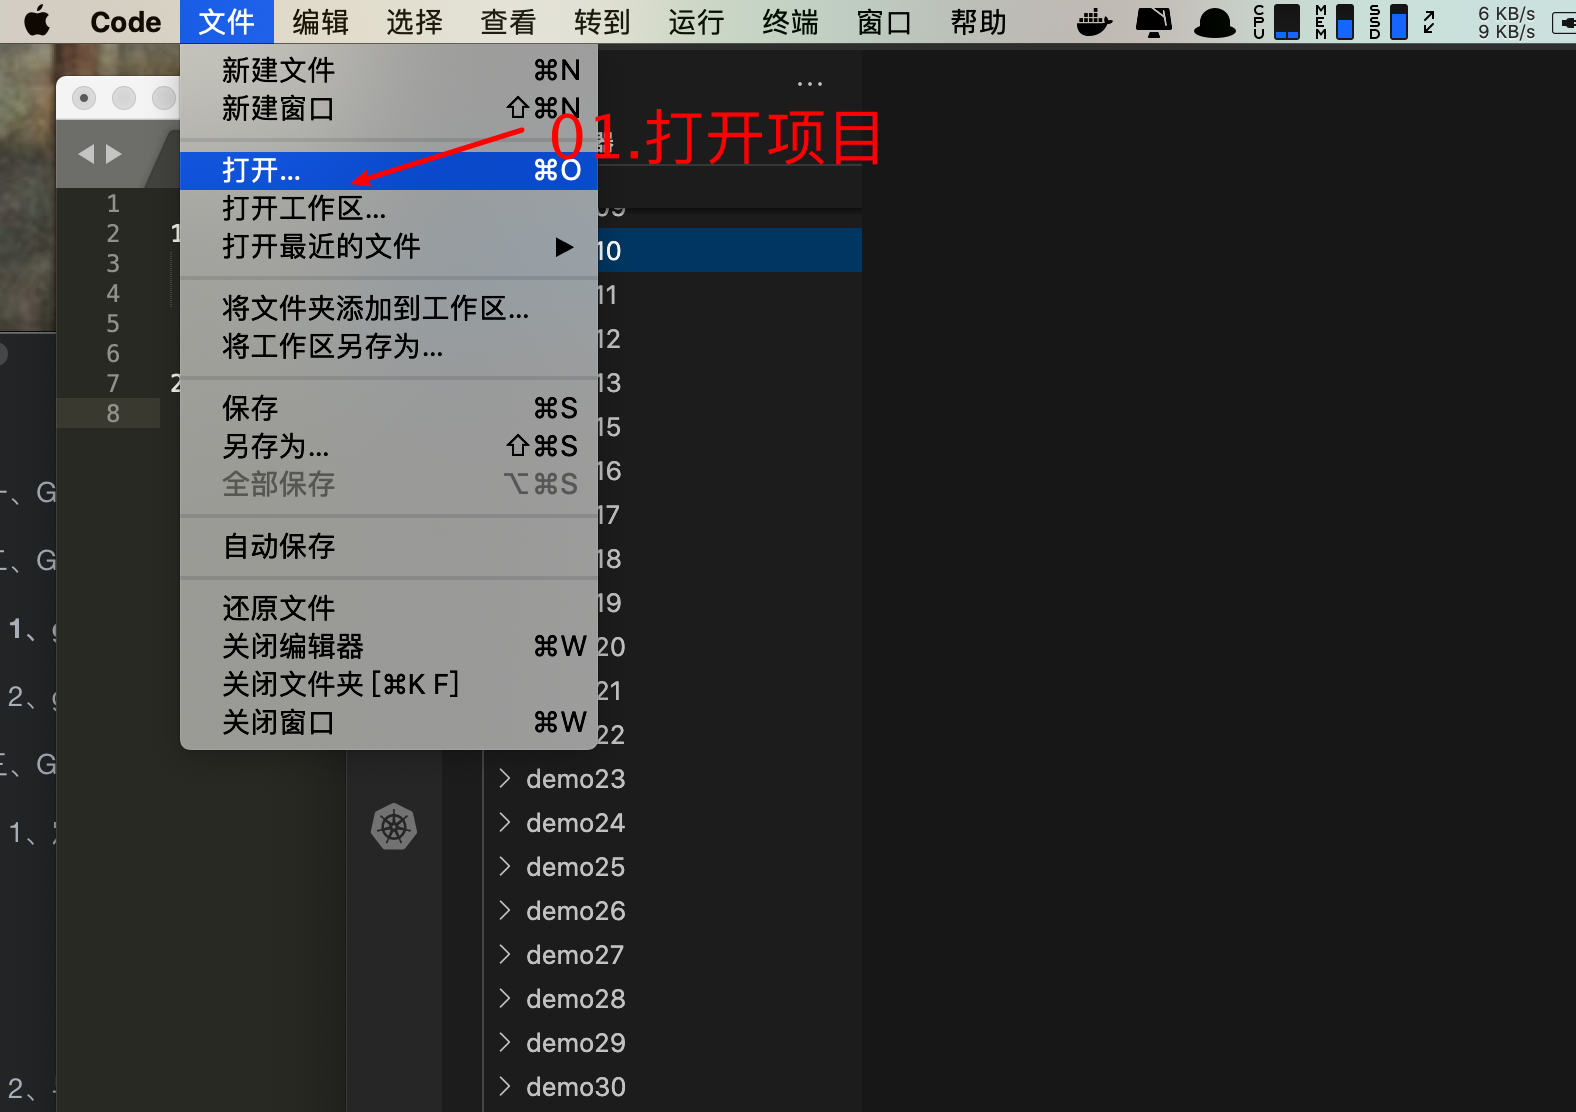 Code 文件 编辑 选择 查看 转到 运行 终端 窗口 帮助 CPU MEM SSD 6 KB/s
9 KB/s
新建文件 ⌘N
新建窗口 ⇧⌘N
01.打开项目
打开... ⌘O
打开工作区...
打开最近的文件 ▶
将文件夹添加到工作区...
将工作区另存为...
保存 ⌘S
另存为... ⇧⌘S
全部保存 ⌥⌘S
自动保存
还原文件
关闭编辑器 ⌘W
关闭文件夹 [⌘K F]
关闭窗口 ⌘W
1
2 1
3
4
5
6
7 2
8
一、G
二、G
1、g
2、g
三、G
1、
2、
器
09
10
11
12
13
15
16
17
18
19
20
21
22
demo23
demo24
demo25
demo26
demo27
demo28
demo29
demo30